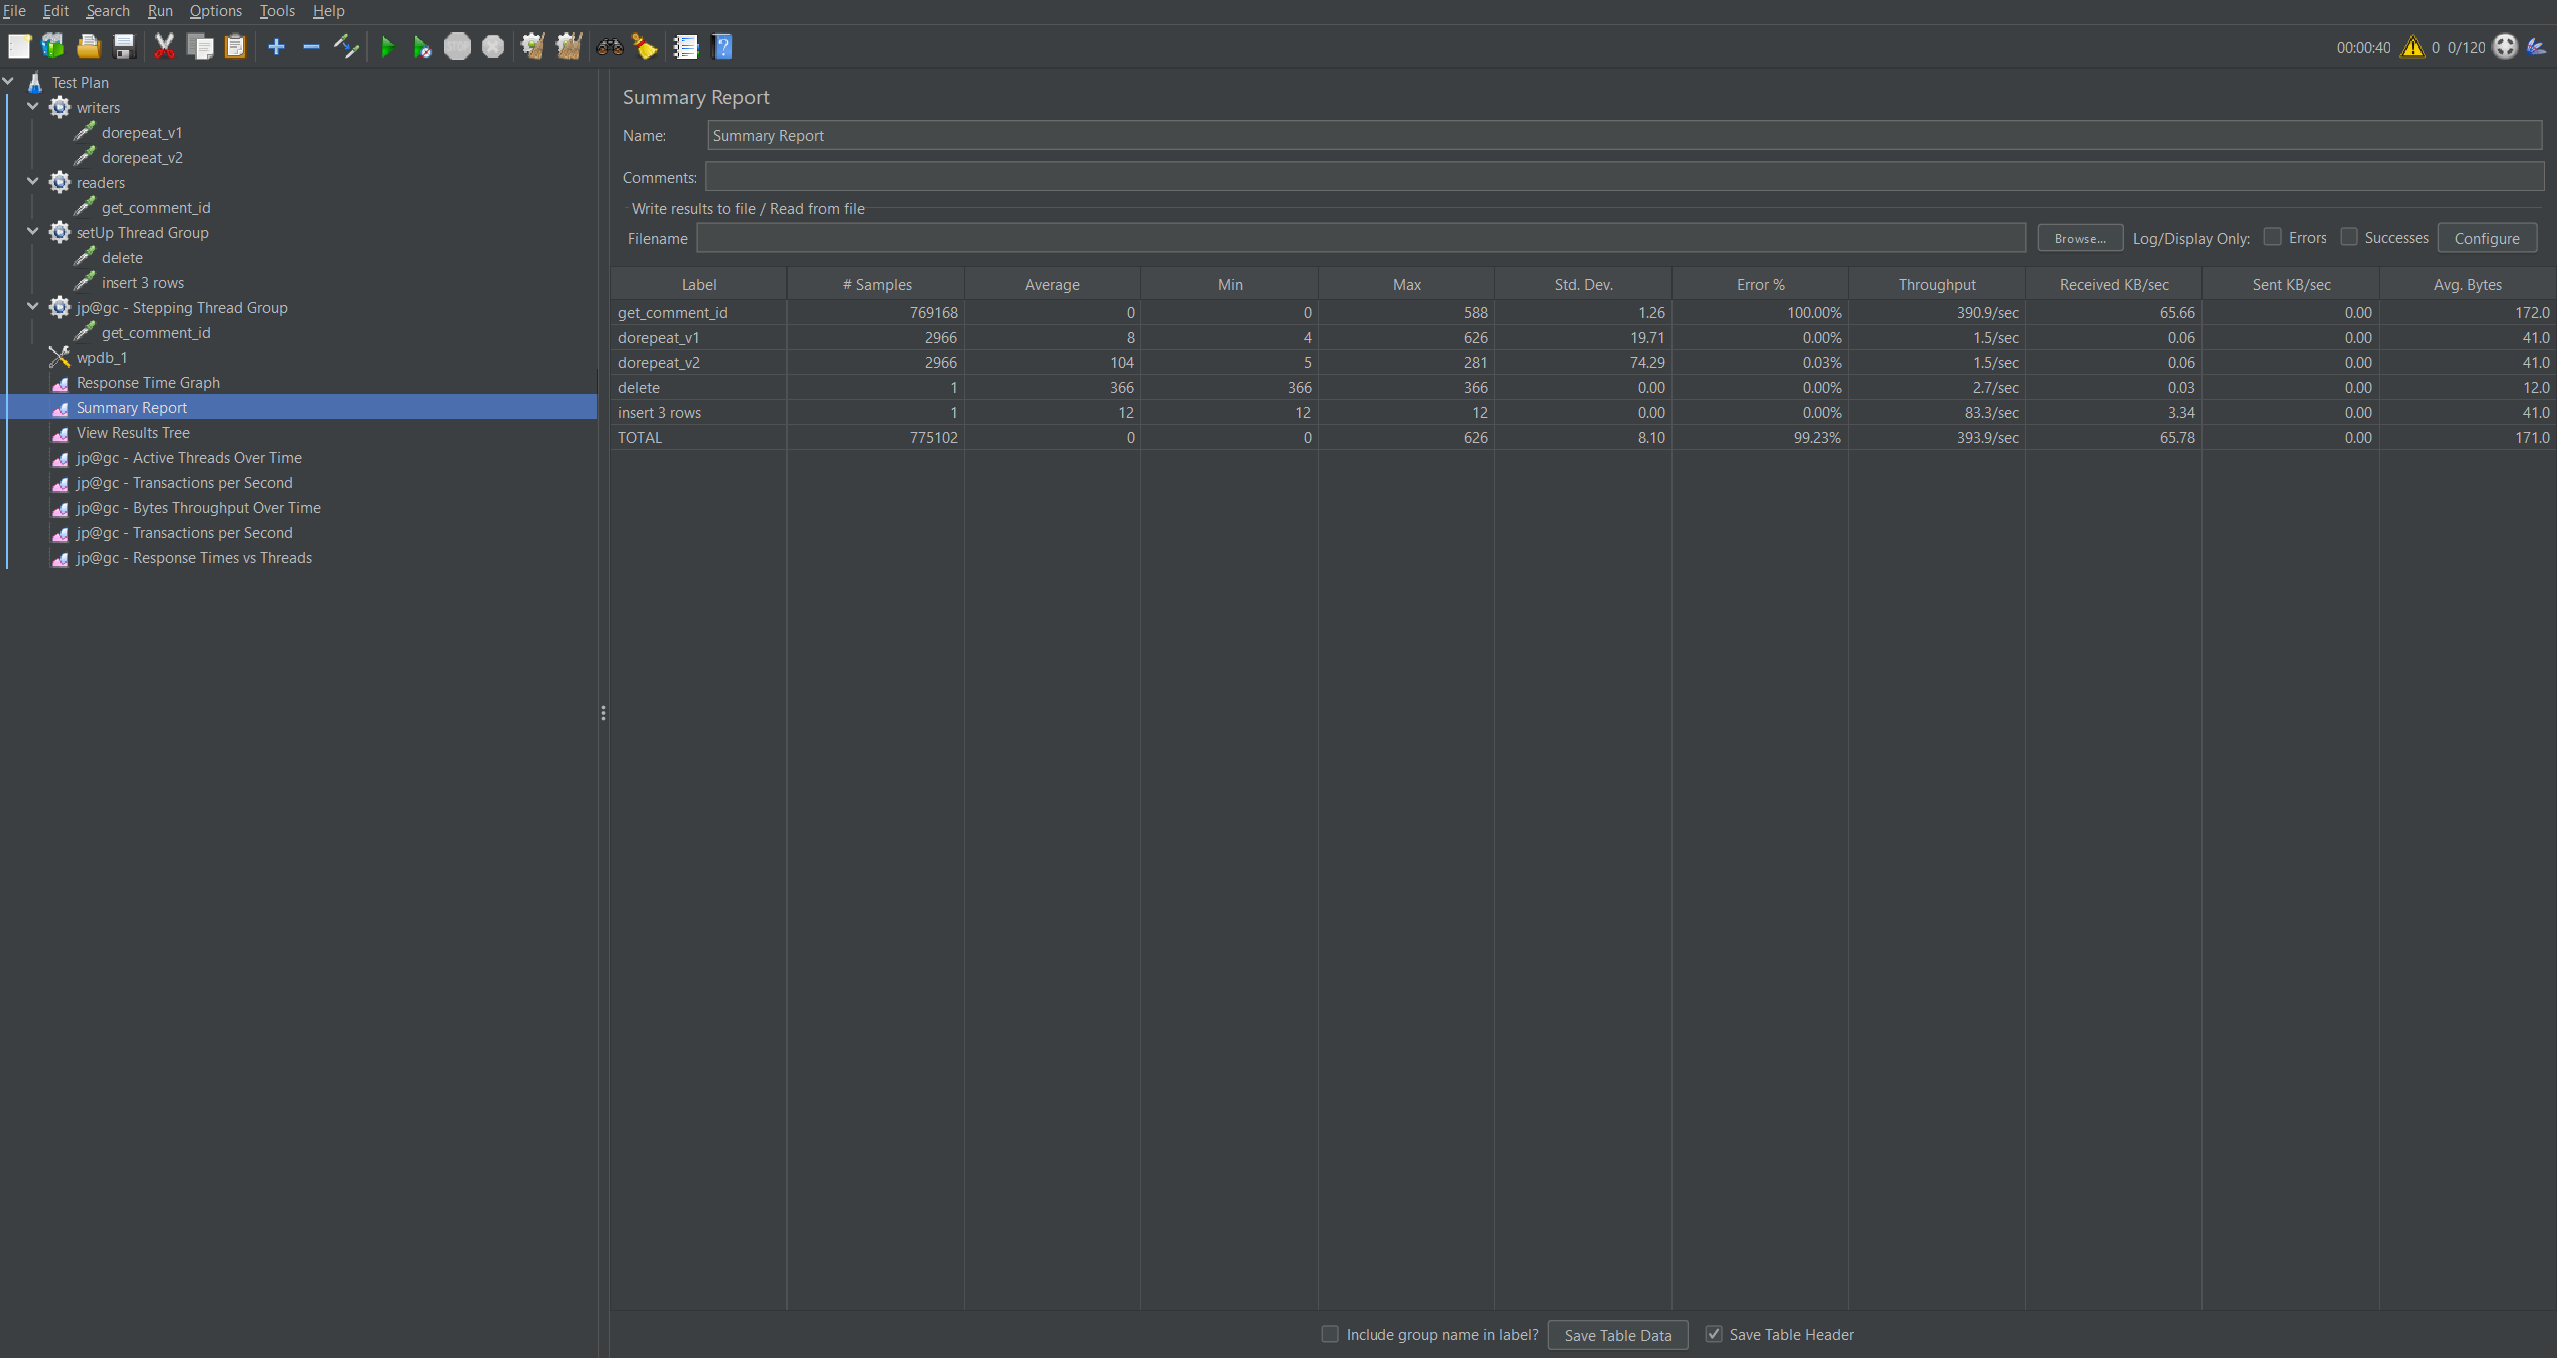 File Edit Search Run Options Tools Help
00:00:40 0 0/120
Test Plan
writers
dorepeat_v1
dorepeat_v2
readers
get_comment_id
setUp Thread Group
delete
insert 3 rows
jp@gc - Stepping Thread Group
get_comment_id
wpdb_1
Response Time Graph
Summary Report
View Results Tree
jp@gc - Active Threads Over Time
jp@gc - Transactions per Second
jp@gc - Bytes Throughput Over Time
jp@gc - Transactions per Second
jp@gc - Response Times vs Threads
Summary Report
Name: Summary Report
Comments:
Write results to file / Read from file
Filename Browse... Log/Display Only: Errors Successes Configure
Label # Samples Average Min Max Std. Dev. Error % Throughput Received KB/sec Sent KB/sec Avg. Bytes
get_comment_id 769168 0 0 588 1.26 100.00% 390.9/sec 65.66 0.00 172.0
dorepeat_v1 2966 8 4 626 19.71 0.00% 1.5/sec 0.06 0.00 41.0
dorepeat_v2 2966 104 5 281 74.29 0.03% 1.5/sec 0.06 0.00 41.0
delete 1 366 366 366 0.00 0.00% 2.7/sec 0.03 0.00 12.0
insert 3 rows 1 12 12 12 0.00 0.00% 83.3/sec 3.34 0.00 41.0
TOTAL 775102 0 0 626 8.10 99.23% 393.9/sec 65.78 0.00 171.0
Include group name in label? Save Table Data Save Table Header